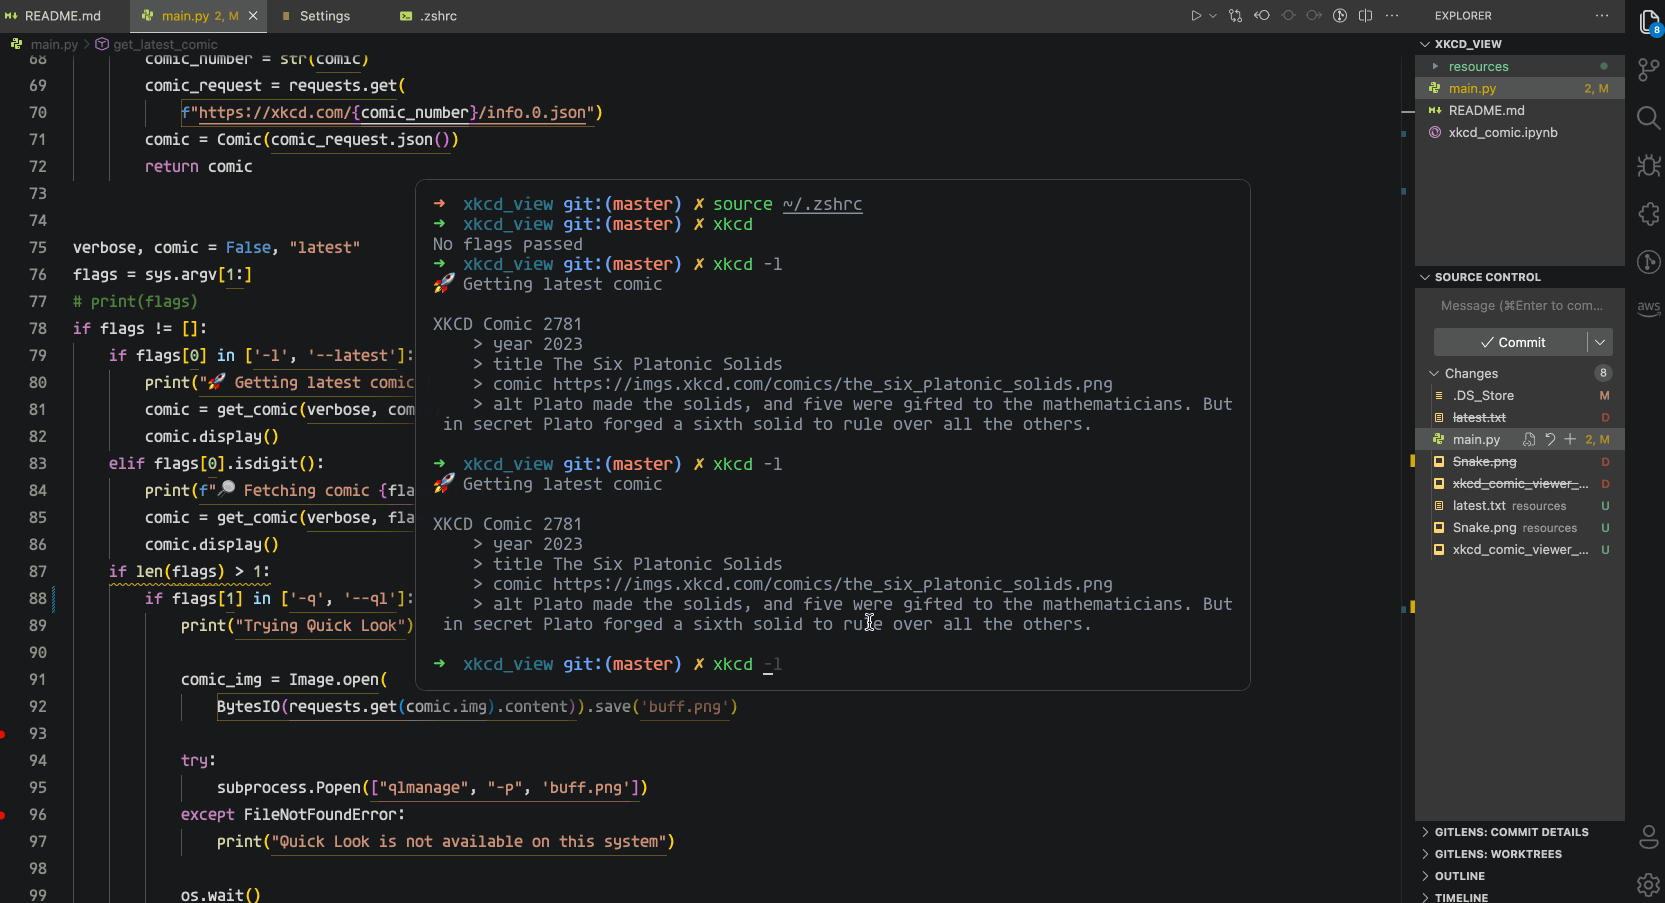 README.md
main.py 2, M
Settings
.zshrc
EXPLORER
main.py > get_latest_comic
68 comic_number = str(comic)
69 comic_request = requests.get(
70 f"https://xkcd.com/{comic_number}/info.0.json")
71 comic = Comic(comic_request.json())
72 return comic
73
74
75 verbose, comic = False, "latest"
76 flags = sys.argv[1:]
77 # print(flags)
78 if flags != []:
79 if flags[0] in ['-l', '--latest']:
80 print("🚀 Getting latest comic
81 comic = get_comic(verbose, com
82 comic.display()
83 elif flags[0].isdigit():
84 print(f"🔎 Fetching comic {fla
85 comic = get_comic(verbose, fla
86 comic.display()
87 if len(flags) > 1:
88 if flags[1] in ['-q', '--ql']:
89 print("Trying Quick Look")
90
91 comic_img = Image.open(
92 BytesIO(requests.get(comic.img).content)).save('buff.png')
93
94 try:
95 subprocess.Popen(["qlmanage", "-p", 'buff.png'])
96 except FileNotFoundError:
97 print("Quick Look is not available on this system")
98
99 os.wait()
➜ xkcd_view git:(master) ✗ source ~/.zshrc
➜ xkcd_view git:(master) ✗ xkcd
No flags passed
➜ xkcd_view git:(master) ✗ xkcd -l
🚀 Getting latest comic
XKCD Comic 2781
> year 2023
> title The Six Platonic Solids
> comic https://imgs.xkcd.com/comics/the_six_platonic_solids.png
> alt Plato made the solids, and five were gifted to the mathematicians. But
in secret Plato forged a sixth solid to rule over all the others.
➜ xkcd_view git:(master) ✗ xkcd -l
🚀 Getting latest comic
XKCD Comic 2781
> year 2023
> title The Six Platonic Solids
> comic https://imgs.xkcd.com/comics/the_six_platonic_solids.png
> alt Plato made the solids, and five were gifted to the mathematicians. But
in secret Plato forged a sixth solid to rule over all the others.
➜ xkcd_view git:(master) ✗ xkcd -l
XKCD_VIEW
resources
main.py 2, M
README.md
xkcd_comic.ipynb
SOURCE CONTROL
Message (⌘Enter to com...
Commit
Changes 8
.DS_Store M
latest.txt D
main.py 2, M
Snake.png D
xkcd_comic_viewer_... D
latest.txt resources U
Snake.png resources U
xkcd_comic_viewer_... U
GITLENS: COMMIT DETAILS
GITLENS: WORKTREES
OUTLINE
TIMELINE
8
aws